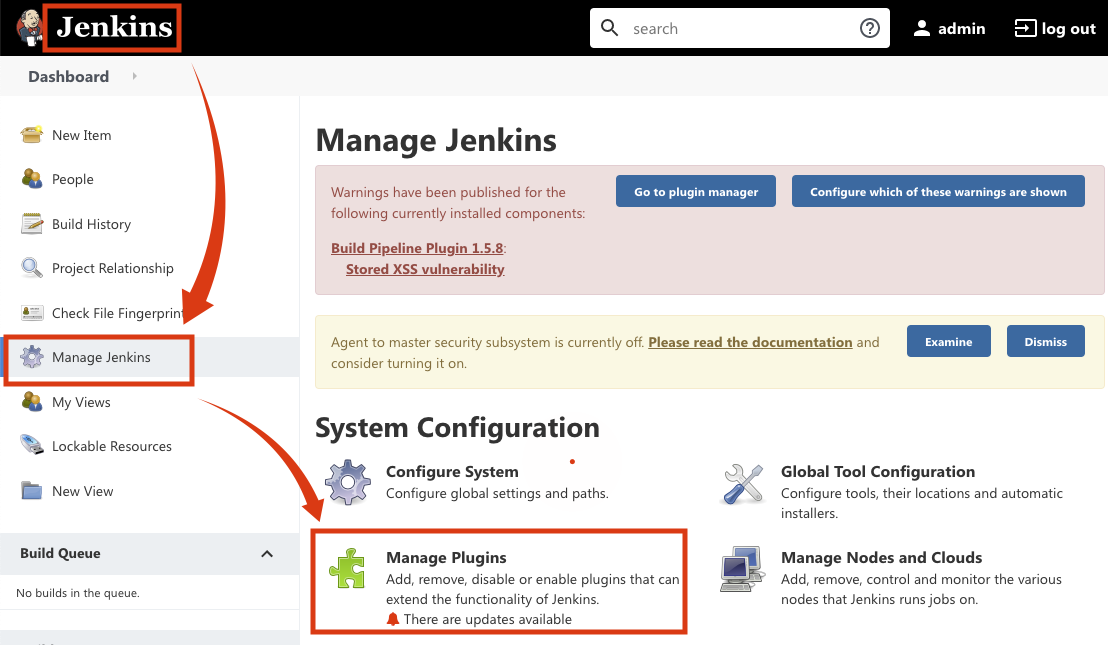 Jenkins
search
admin
log out
Dashboard
New Item
People
Build History
Project Relationship
Check File Fingerprint
Manage Jenkins
My Views
Lockable Resources
New View
Build Queue
No builds in the queue.
Manage Jenkins
Warnings have been published for the
following currently installed components:
Go to plugin manager
Configure which of these warnings are shown
Build Pipeline Plugin 1.5.8:
Stored XSS vulnerability
Agent to master security subsystem is currently off. Please read the documentation and
consider turning it on.
Examine
Dismiss
System Configuration
Configure System
Configure global settings and paths.
Global Tool Configuration
Configure tools, their locations and automatic
installers.
Manage Plugins
Add, remove, disable or enable plugins that can
extend the functionality of Jenkins.
There are updates available
Manage Nodes and Clouds
Add, remove, control and monitor the various
nodes that Jenkins runs jobs on.